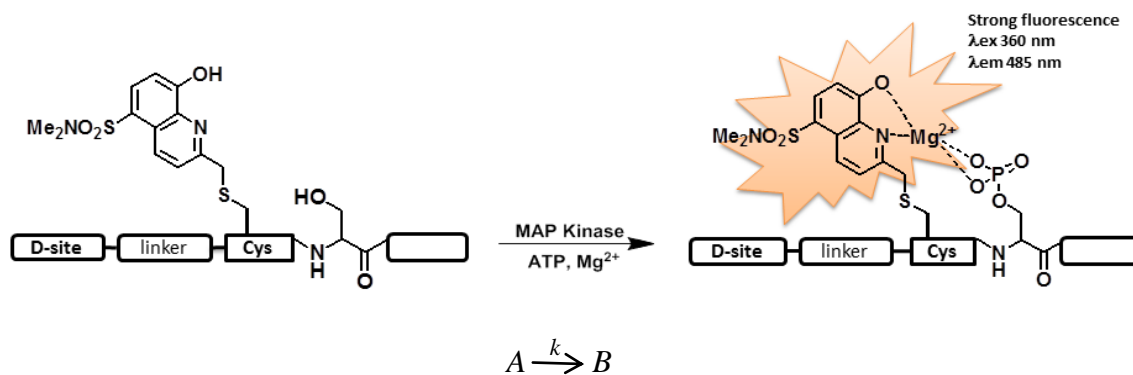 Strong fluorescence
λex 360 nm
λem 485 nm
OH
N
Me₂NO₂S
S
HO
D-site
linker
Cys
N
H
O
MAP Kinase
ATP, Mg²⁺
O
N
Mg²⁺
Me₂NO₂S
O
P
O
O
O
S
D-site
linker
Cys
N
H
O
A k→ B